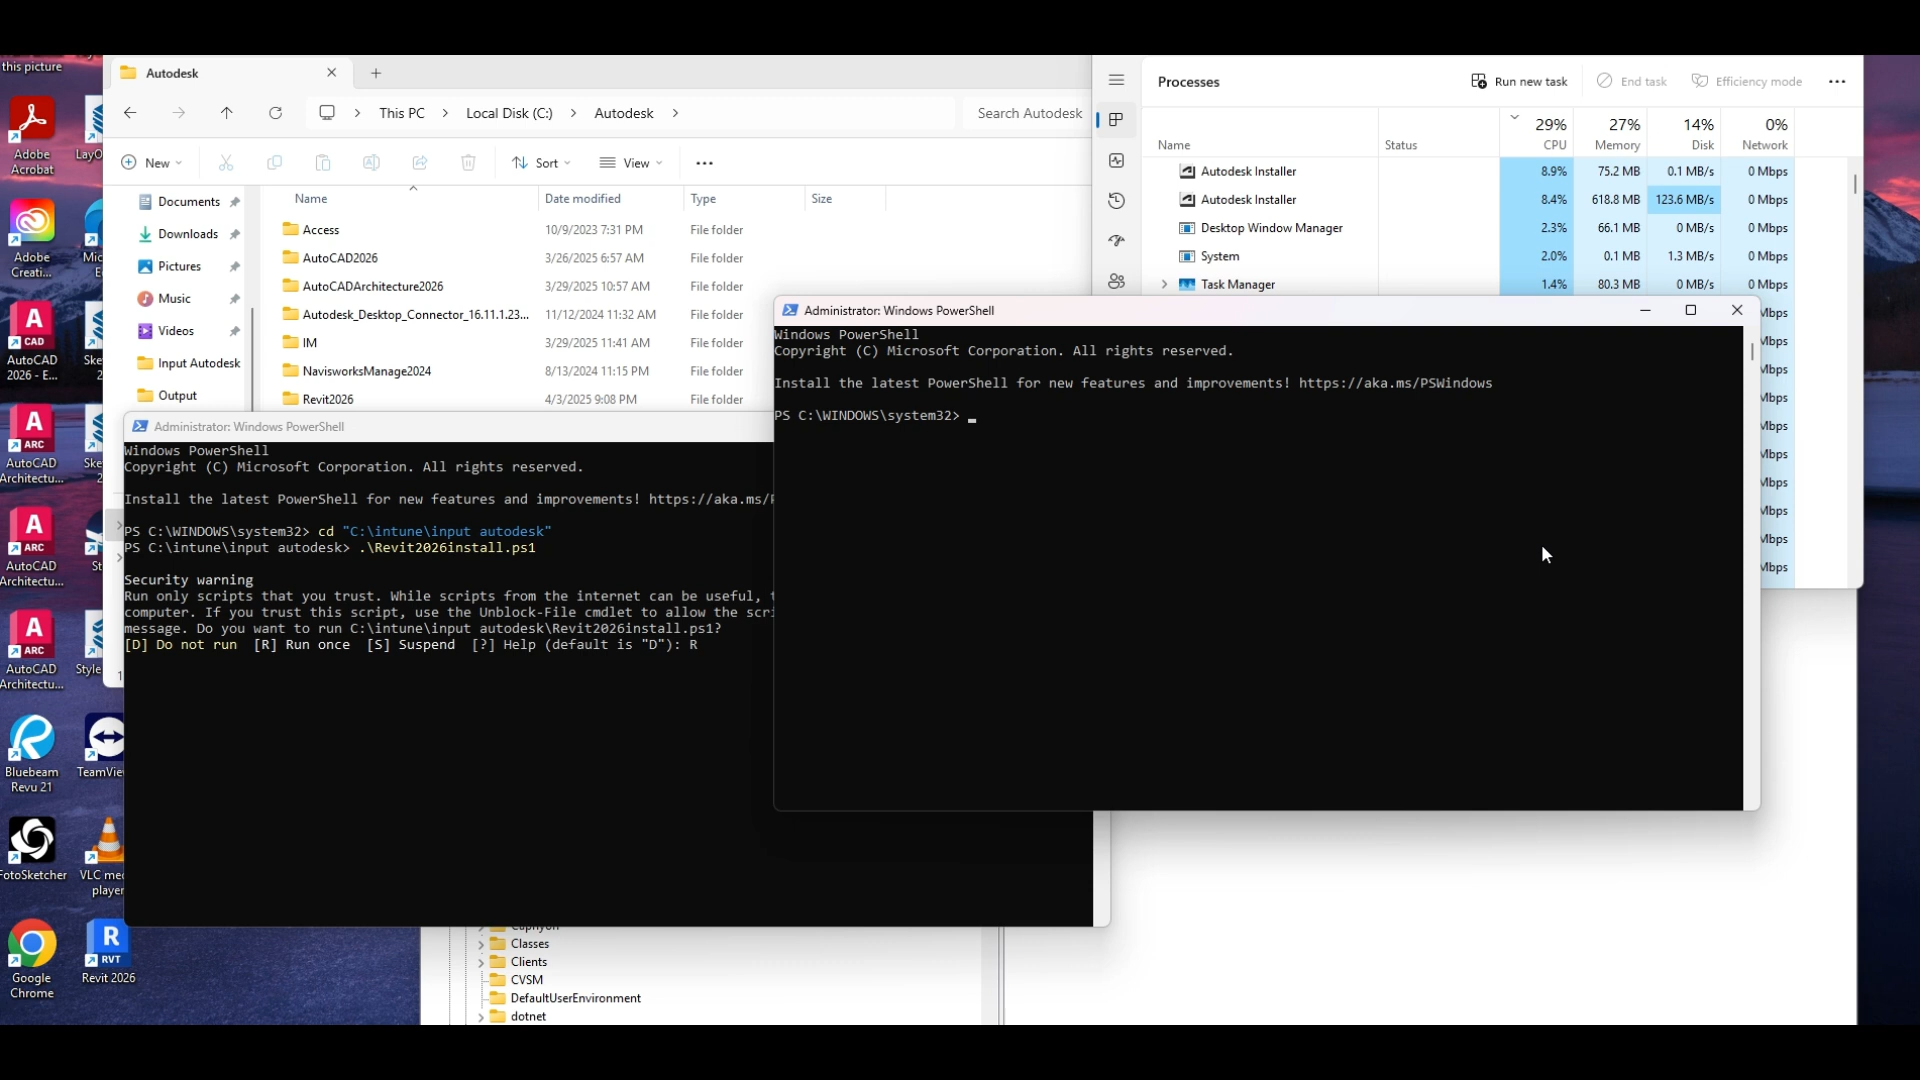 this picture
Adobe
Acrobat
Adobe
Creati...
AutoCAD
2026 - E...
AutoCAD
Architectu...
AutoCAD
Architectu...
AutoCAD
Architectu...
Style
Bluebeam
Revu 21
FotoSketcher
player
Google
Chrome
Revit 2026
Autodesk
This PC
Local Disk (C:)
Autodesk
Search Autodesk
New
Sort
View
Documents
Downloads
Pictures
Music
Videos
Input Autodesk
Output
Name Date modified Type Size
Access 10/9/2023 7:31 PM File folder
AutoCAD2026 3/26/2025 6:57 AM File folder
AutoCADArchitecture2026 3/29/2025 10:57 AM File folder
Autodesk_Desktop_Connector_16.11.1.23... 11/12/2024 11:32 AM File folder
IM 3/29/2025 11:41 AM File folder
NavisworksManage2024 8/13/2024 11:15 PM File folder
Revit2026 4/3/2025 9:08 PM File folder
Processes
Run new task
End task
Efficiency mode
29% 27% 14% 0%
Name Status CPU Memory Disk Network
Autodesk Installer 8.9% 75.2 MB 0.1 MB/s 0 Mbps
Autodesk Installer 8.4% 618.8 MB 123.6 MB/s 0 Mbps
Desktop Window Manager 2.3% 66.1 MB 0 MB/s 0 Mbps
System 2.0% 0.1 MB 1.3 MB/s 0 Mbps
Task Manager 1.4% 80.3 MB 0 MB/s 0 Mbps
Mbps
Mbps
Mbps
Mbps
Mbps
Mbps
Mbps
Mbps
Mbps
Mbps
Administrator: Windows PowerShell
Windows PowerShell
Copyright (C) Microsoft Corporation. All rights reserved.
Install the latest PowerShell for new features and improvements! https://aka.ms/PSWindows
PS C:\WINDOWS\system32> _
Administrator: Windows PowerShell
Windows PowerShell
Copyright (C) Microsoft Corporation. All rights reserved.
Install the latest PowerShell for new features and improvements! https://aka.ms/
PS C:\WINDOWS\system32> cd "C:\intune\input autodesk"
PS C:\intune\input autodesk> .\Revit2026install.ps1
Security warning
Run only scripts that you trust. While scripts from the internet can be useful,
computer. If you trust this script, use the Unblock-File cmdlet to allow the scri
message. Do you want to run C:\intune\input autodesk\Revit2026install.ps1?
[D] Do not run [R] Run once [S] Suspend [?] Help (default is "D"): R
Classes
Clients
CVSM
DefaultUserEnvironment
dotnet